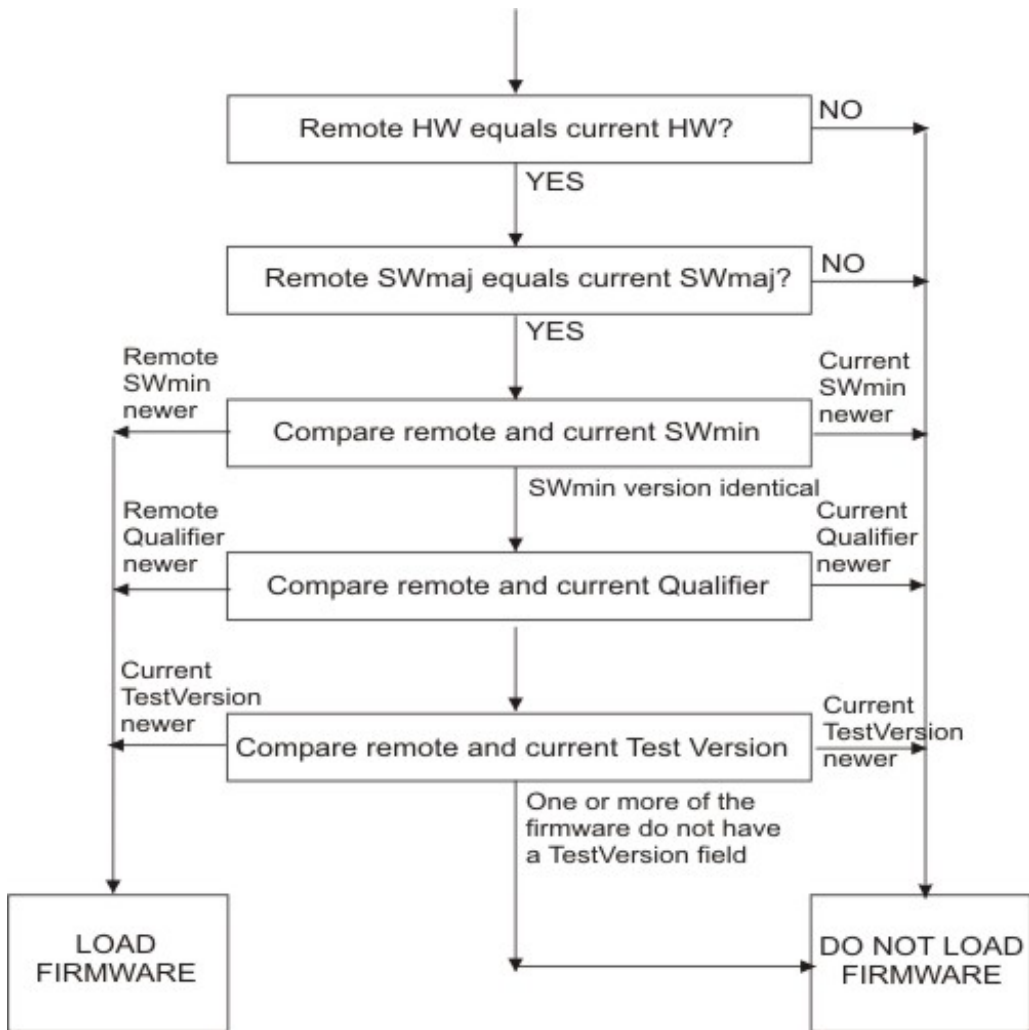 Remote HW equals current HW?
NO
YES
Remote SWmaj equals current SWmaj?
NO
YES
Remote
SWmin
newer
Current
SWmin
newer
Compare remote and current SWmin
SWmin version identical
Remote
Qualifier
newer
Current
Qualifier
newer
Compare remote and current Qualifier
Current
TestVersion
newer
Current
TestVersion
newer
Compare remote and current Test Version
One or more of the
firmware do not have
a TestVersion field
LOAD
FIRMWARE
DO NOT LOAD
FIRMWARE